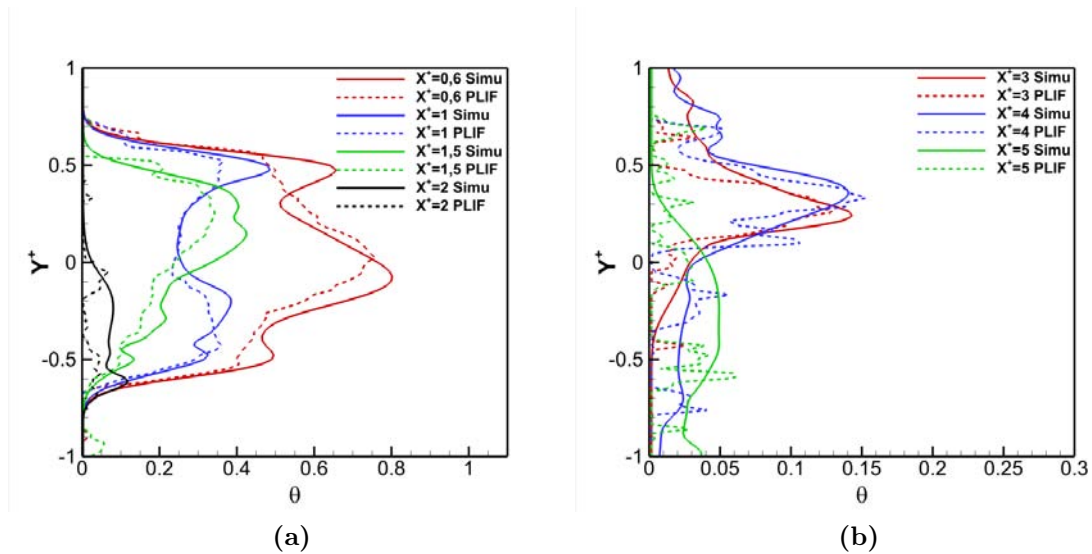 1
0.5
0
-0.5
-1
Y+
0
0.2
0.4
0.6
0.8
1
θ
X+=0,6 Simu
X+=0,6 PLIF
X+=1 Simu
X+=1 PLIF
X+=1,5 Simu
X+=1,5 PLIF
X+=2 Simu
X+=2 PLIF
(a)
1
0.5
0
-0.5
-1
Y+
0
0.05
0.1
0.15
0.2
0.25
0.3
θ
X+=3 Simu
X+=3 PLIF
X+=4 Simu
X+=4 PLIF
X+=5 Simu
X+=5 PLIF
(b)